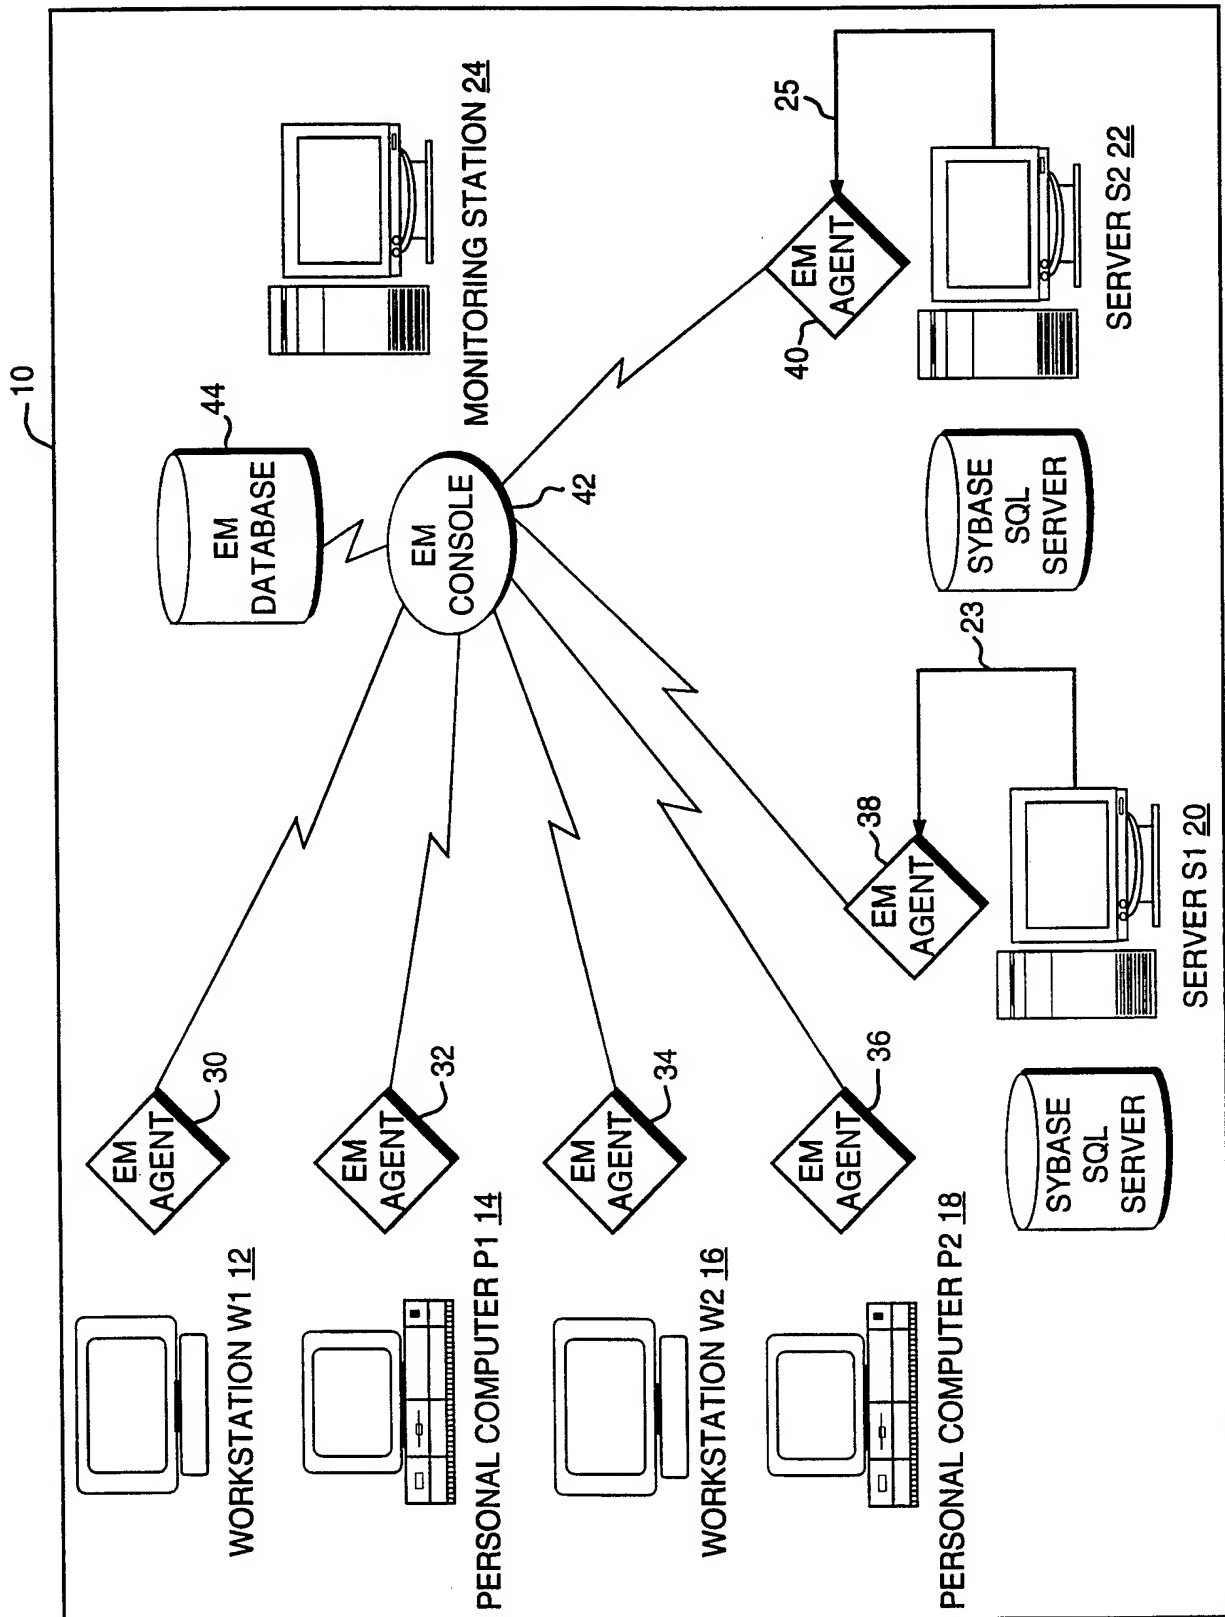 10
EM
DATABASE
44
MONITORING STATION 24
EM
CONSOLE
42
EM
AGENT
30
WORKSTATION W1 12
EM
AGENT
32
PERSONAL COMPUTER P1 14
EM
AGENT
34
WORKSTATION W2 16
EM
AGENT
36
PERSONAL COMPUTER P2 18
EM
AGENT
38
23
SYBASE
SQL
SERVER
SERVER S1 20
EM
AGENT
40
25
SYBASE
SQL
SERVER
SERVER S2 22